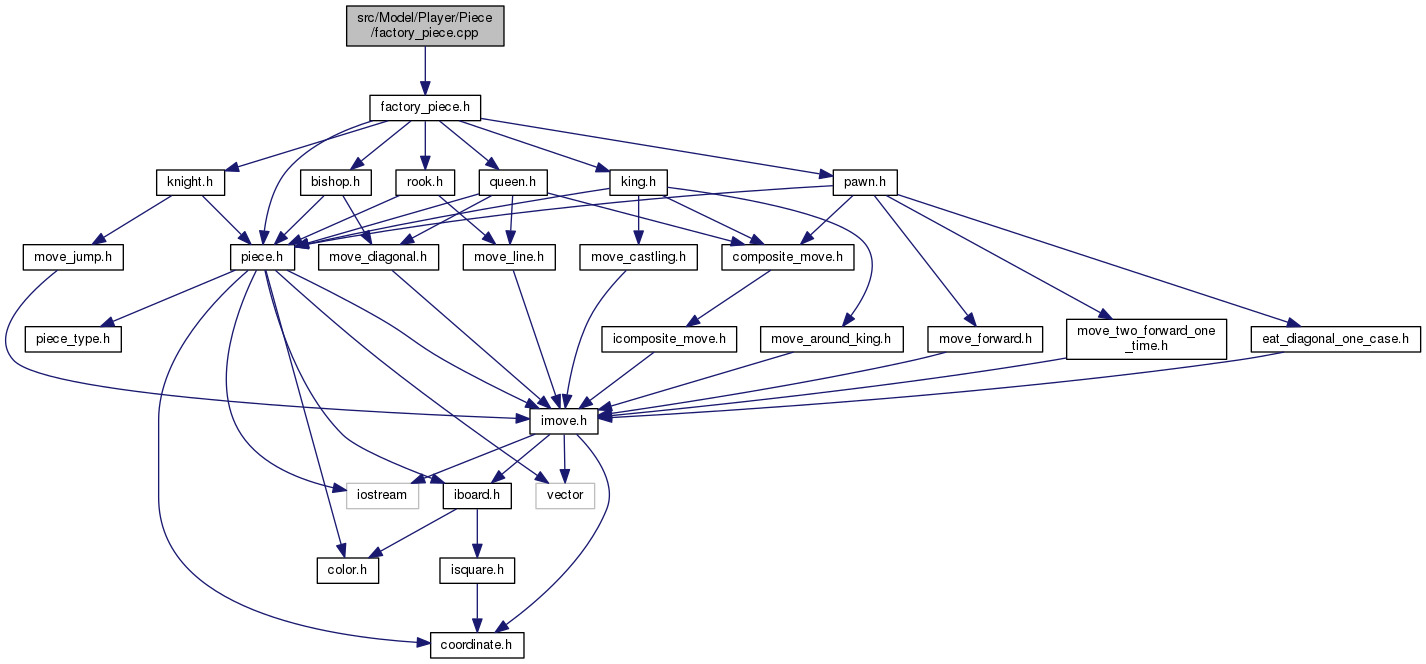 src/Model/Player/Piece
/factory_piece.cpp
factory_piece.h
knight.h
bishop.h
rook.h
queen.h
king.h
pawn.h
move_jump.h
piece.h
move_diagonal.h
move_line.h
move_castling.h
composite_move.h
piece_type.h
icomposite_move.h
move_around_king.h
move_forward.h
move_two_forward_one
_time.h
eat_diagonal_one_case.h
imove.h
iostream
iboard.h
vector
color.h
isquare.h
coordinate.h